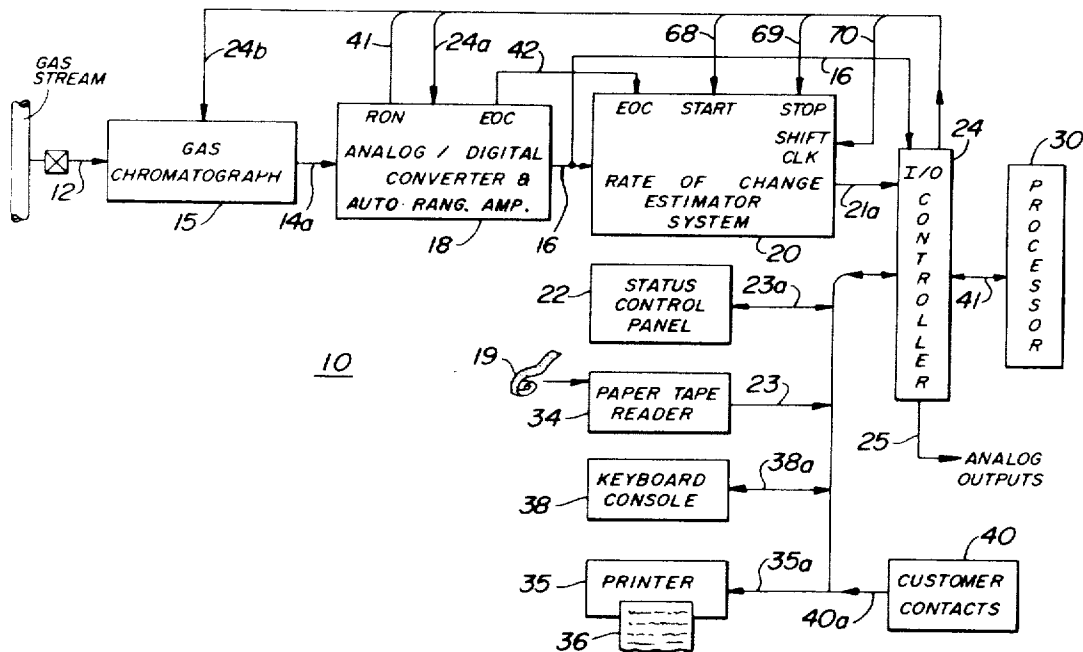 15
41
24a
68
69
70
24b
42
16
GAS
STREAM
12
GAS
CHROMATOGRAPH
15
14a
RON
EOC
ANALOG / DIGITAL
CONVERTER &
AUTO RANG. AMP.
18
16
EOC
START
STOP
SHIFT
CLK
RATE OF CHANGE
ESTIMATOR
SYSTEM
20
21a
24
I/O
CONTROLLER
30
PROCESSOR
41
22
STATUS
CONTROL
PANEL
23a
10
19
PAPER TAPE
READER
34
23
25
ANALOG
OUTPUTS
KEYBOARD
CONSOLE
38
38a
35
PRINTER
35a
36
40
CUSTOMER
CONTACTS
40a